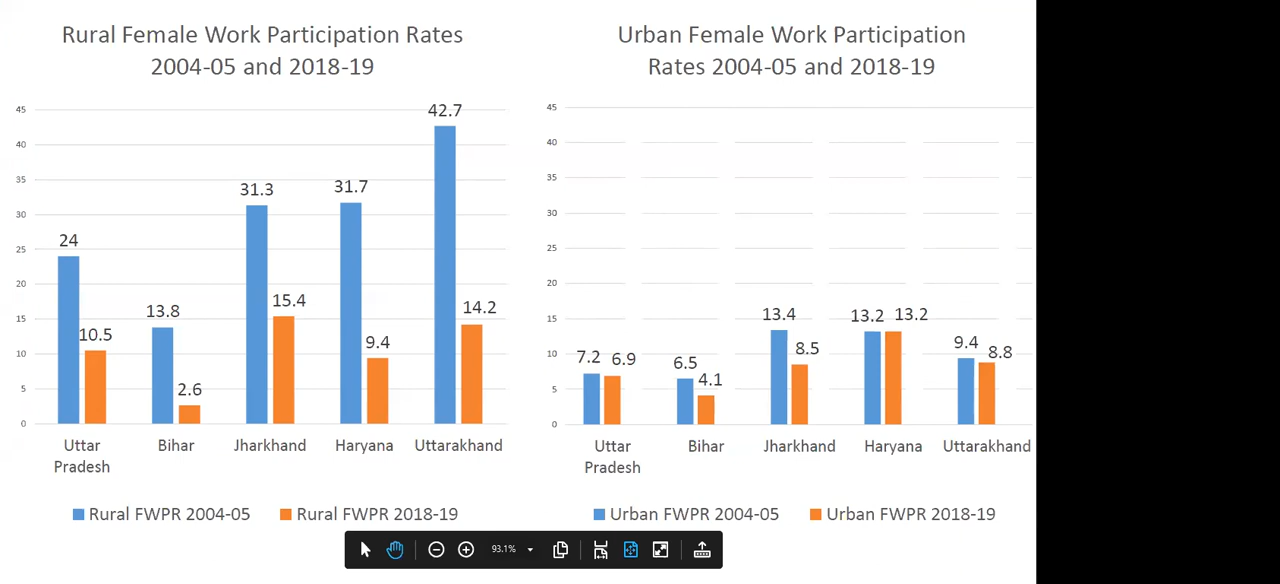 Rural Female Work Participation Rates
2004-05 and 2018-19
45
40
35
30
25
20
15
10
5
0
24
10.5
13.8
2.6
31.3
15.4
31.7
9.4
42.7
14.2
Uttar
Pradesh
Bihar
Jharkhand
Haryana
Uttarakhand
Rural FWPR 2004-05
Rural FWPR 2018-19
Urban Female Work Participation
Rates 2004-05 and 2018-19
45
40
35
30
25
20
15
10
5
0
7.2
6.9
6.5
4.1
13.4
8.5
13.2
13.2
9.4
8.8
Uttar
Pradesh
Bihar
Jharkhand
Haryana
Uttarakhand
Urban FWPR 2004-05
Urban FWPR 2018-19
93.1%